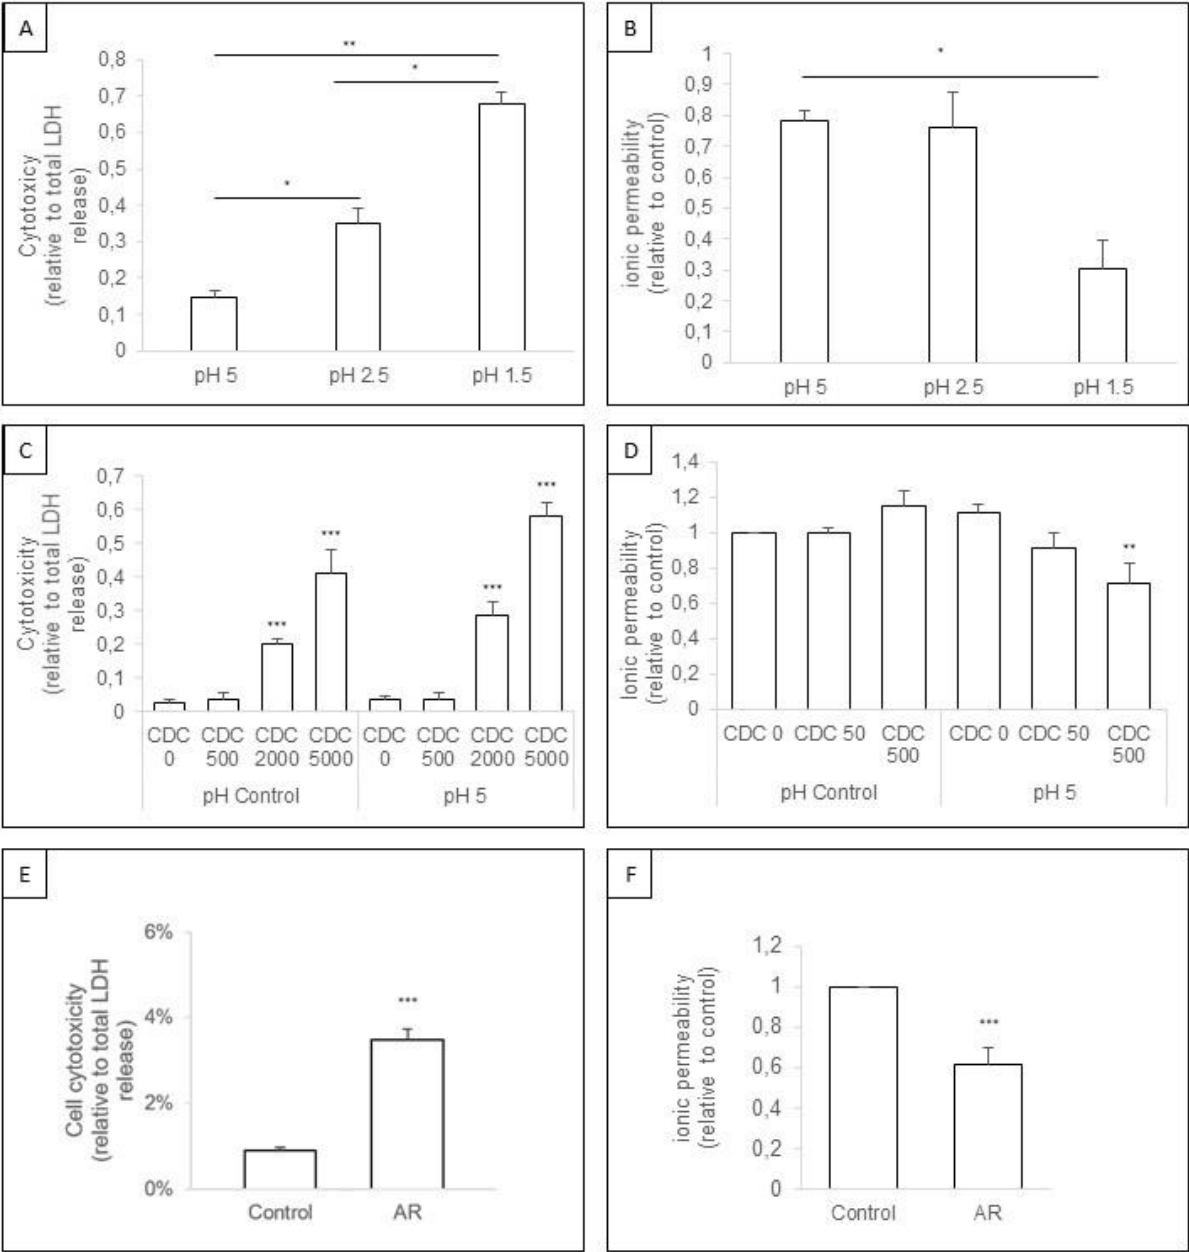 A
Cytotoxicy
(relative to total LDH
release)
0,8
0,7
0,6
0,5
0,4
0,3
0,2
0,1
0
**
*
*
pH 5 pH 2.5 pH 1.5
B
ionic permeability
(relative to control)
1
0,9
0,8
0,7
0,6
0,5
0,4
0,3
0,2
0,1
0
*
pH 5 pH 2.5 pH 1.5
C
Cytotoxicity
(relative to total LDH
release)
0,7
0,6
0,5
0,4
0,3
0,2
0,1
0
*** *** *** ***
CDC CDC CDC CDC CDC CDC CDC CDC
0 500 2000 5000 0 500 2000 5000
pH Control pH 5
D
Ionic permeability
(relative to control)
1,4
1,2
1
0,8
0,6
0,4
0,2
0
**
CDC 0 CDC 50 CDC CDC 0 CDC 50 CDC
500 500
pH Control pH 5
E
Cell cytotoxicity
(relative to total LDH
release)
6%
4%
2%
0%
***
Control AR
F
ionic permeability
(relative to control)
1,2
1
0,8
0,6
0,4
0,2
0
***
Control AR